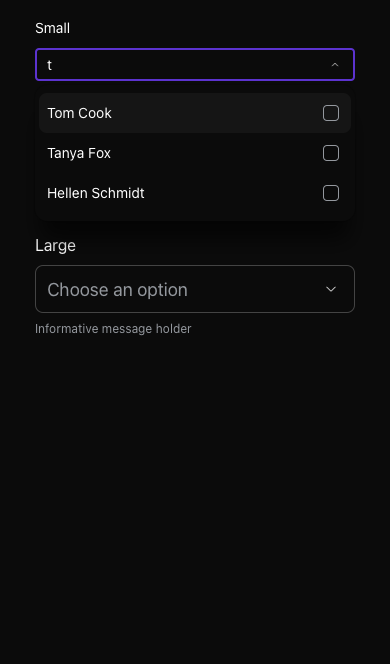 Small
t
Tom Cook
Tanya Fox
Hellen Schmidt
Large
Choose an option
Informative message holder